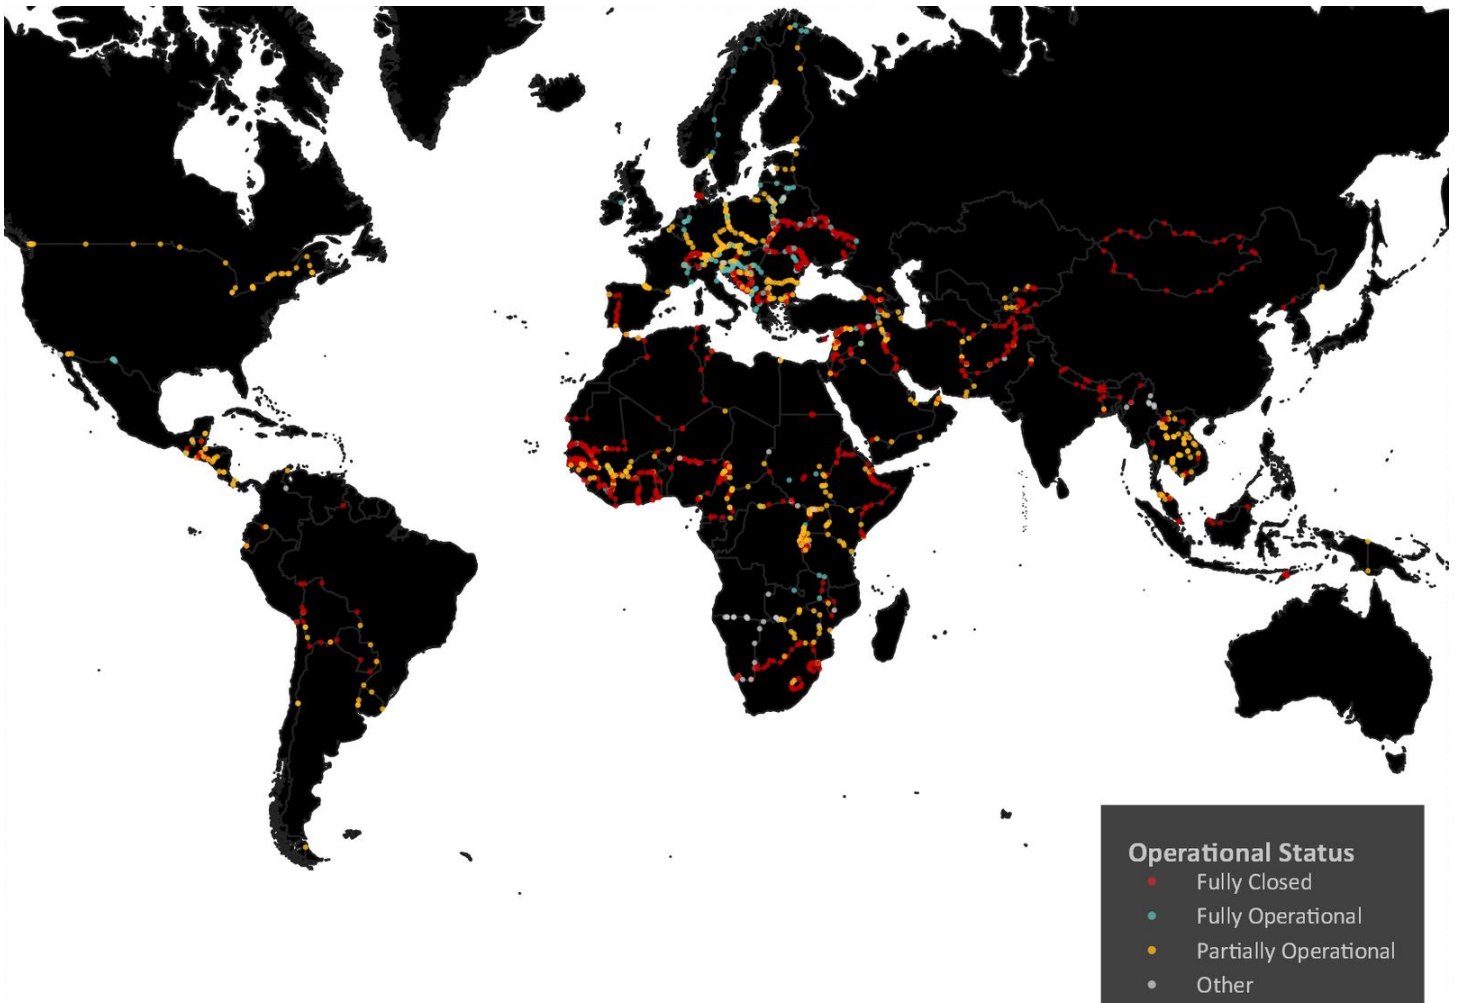 Operational Status
Fully Closed
Fully Operational
Partially Operational
Other